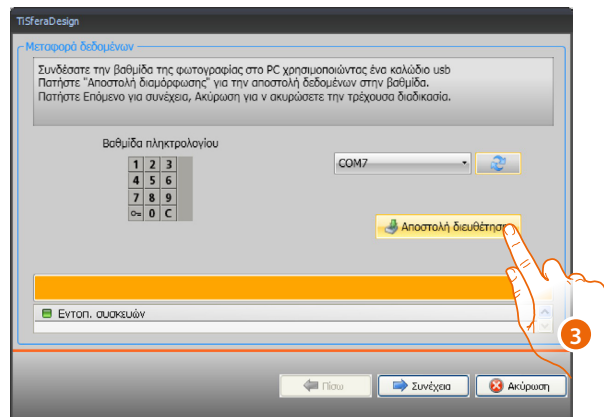 TiSferaDesign
Μεταφορά δεδομένων
Συνδέσατε την βαθμίδα της φωτογραφίας στο PC χρησιμοποιώντας ένα καλώδιο usb
Πατήστε "Αποστολή διαμόρφωσης" για την αποστολή δεδομένων στην βαθμίδα.
Πατήστε Επόμενο για συνέχεια, Ακύρωση για ν ακυρώσετε την τρέχουσα διαδικασία.
Βαθμίδα πληκτρολογίου
1 2 3
4 5 6
7 8 9
0 C
COM7
Αποστολή διευθέτησης
Εντοπ. συσκευών
3
Πίσω
Συνέχεια
Ακύρωση